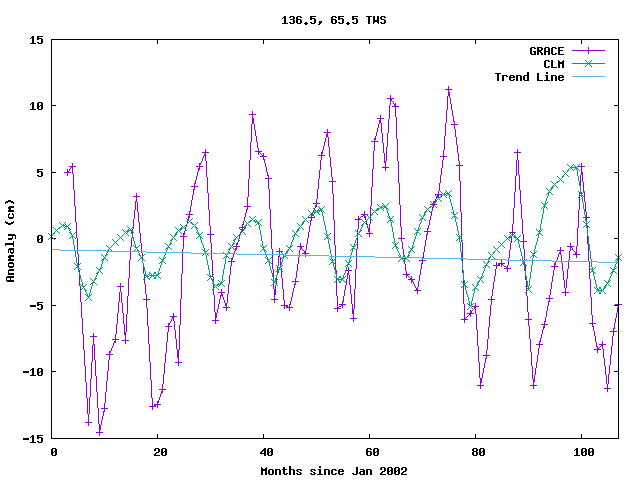 136.5, 65.5 TWS
GRACE
CLM
Trend Line
15
10
5
0
-5
-10
-15
Anomaly (cm)
0 20 40 60 80 100
Months since Jan 2002